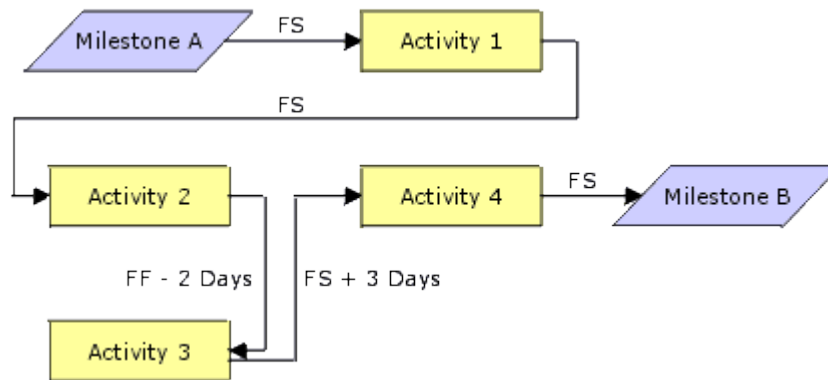 Milestone A
FS
Activity 1
FS
Activity 2
Activity 4
FS
Milestone B
FF - 2 Days
FS + 3 Days
Activity 3